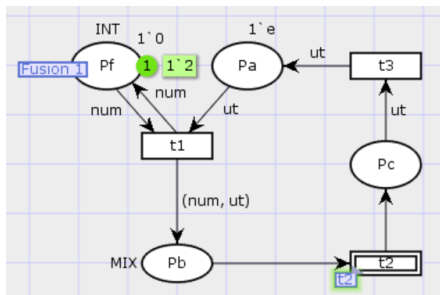 INT
1`0
1`e
Fusion 1
Pf
1
1`2
Pa
ut
t3
num
num
ut
ut
t1
Pc
(num, ut)
MIX
Pb
t2
t2